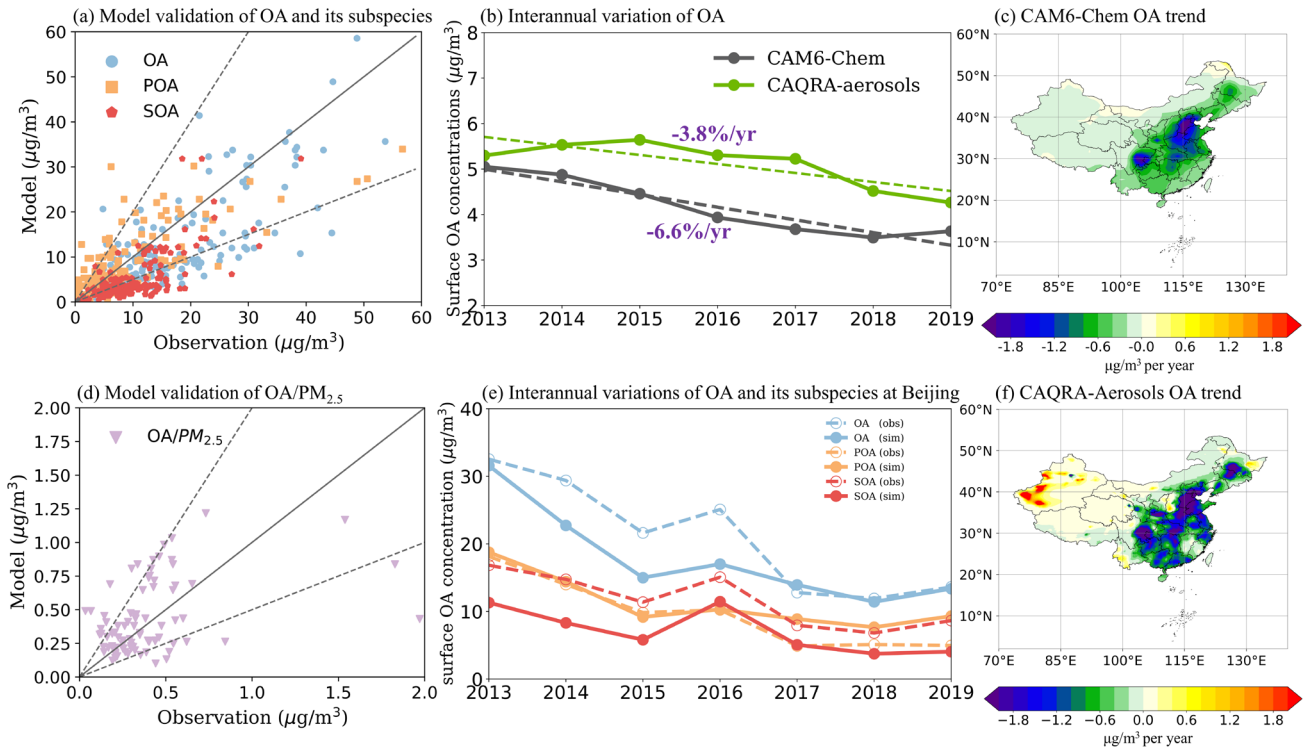 (a) Model validation of OA and its subspecies
60
50
40
30
20
10
0
Model (μg/m³)
OA
POA
SOA
0 10 20 30 40 50 60
Observation (μg/m³)
(b) Interannual variation of OA
8
7
6
5
4
3
2
Surface OA concentrations (μg/m³)
CAM6-Chem
CAQRA-aerosols
-3.8%/yr
-6.6%/yr
2013 2014 2015 2016 2017 2018 2019
(c) CAM6-Chem OA trend
60°N
50°N
40°N
30°N
20°N
10°N
70°E 85°E 100°E 115°E 130°E
-1.8 -1.2 -0.6 -0.0 0.6 1.2 1.8
μg/m³ per year
(d) Model validation of OA/PM₂.₅
2.00
1.75
1.50
1.25
1.00
0.75
0.50
0.25
0.00
Model (μg/m³)
OA/PM₂.₅
0.0 0.5 1.0 1.5 2.0
Observation (μg/m³)
(e) Interannual variations of OA and its subspecies at Beijing
40
30
20
10
0
surface OA concentration (μg/m³)
OA (obs)
OA (sim)
POA (obs)
POA (sim)
SOA (obs)
SOA (sim)
2013 2014 2015 2016 2017 2018 2019
(f) CAQRA-Aerosols OA trend
60°N
50°N
40°N
30°N
20°N
10°N
70°E 85°E 100°E 115°E 130°E
−1.8 −1.2 −0.6 −0.0 0.6 1.2 1.8
μg/m³ per year